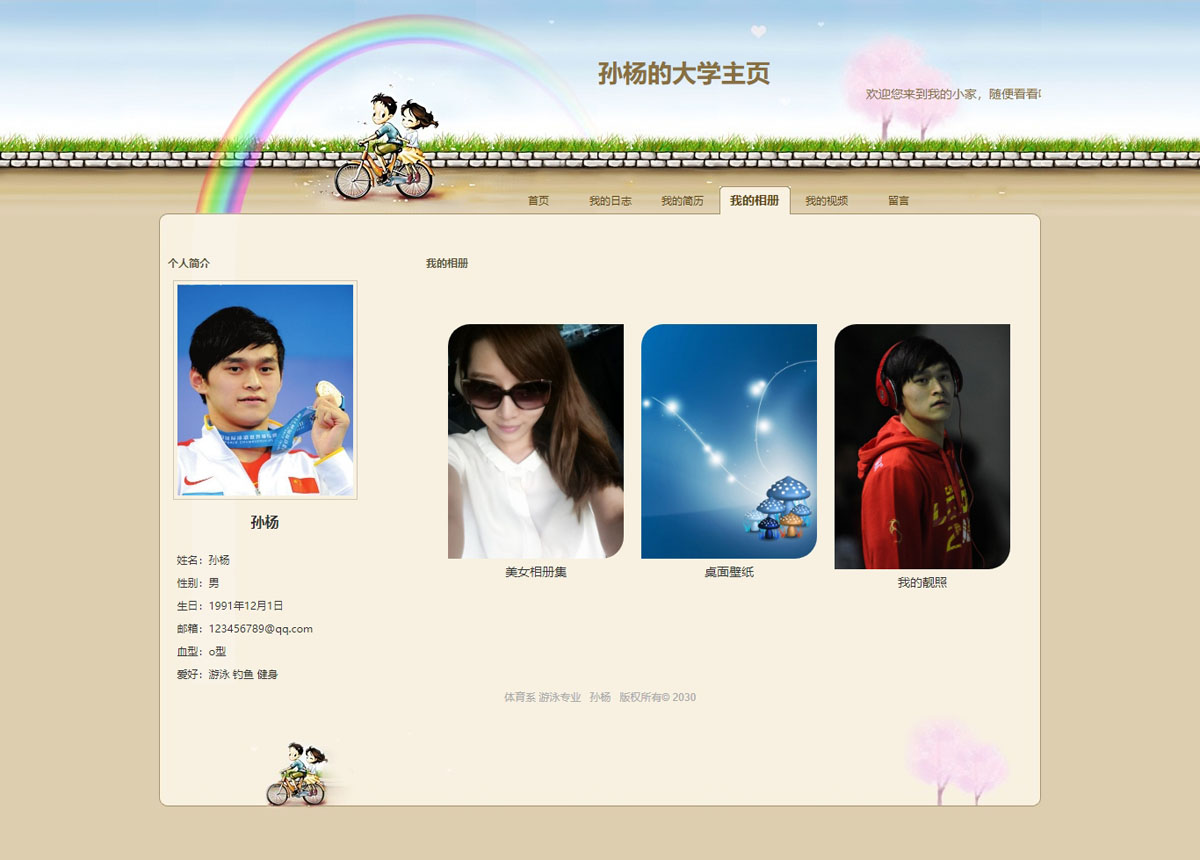 孙杨的大学主页
欢迎您来到我的小家，随便看看
首页 我的日志 我的简历 我的相册 我的视频 留言
个人简介
我的相册
孙杨
姓名：孙杨
性别：男
生日：1991年12月1日
邮箱：123456789@qq.com
血型：o型
爱好：游泳 钓鱼 健身
美女相册集
桌面壁纸
我的靓照
体育系 游泳专业 孙杨 版权所有© 2030